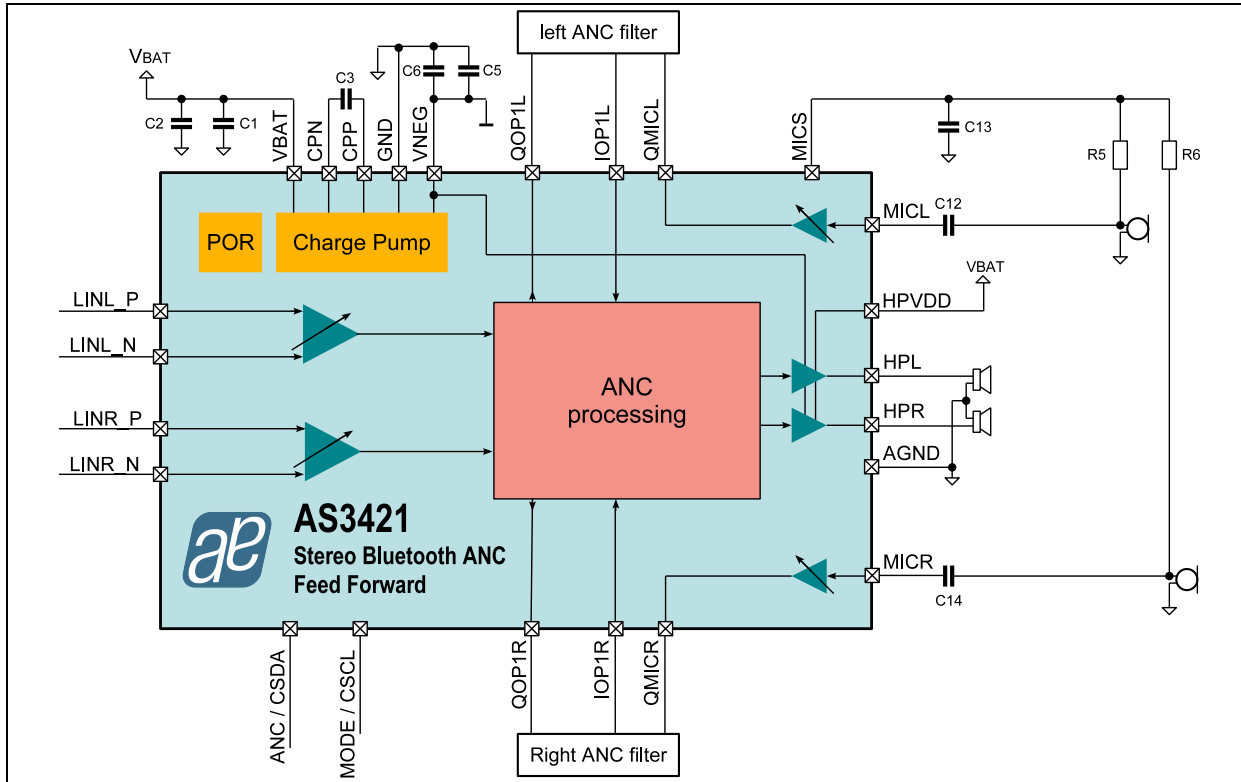 left ANC filter
VBAT
C2
C1
C3
C6
C5
C13
R5
R6
VBAT
CPN
CPP
GND
VNEG
QOP1L
IOP1L
QMICL
MICS
POR
Charge Pump
MICL
C12
VBAT
HPVDD
LINL_P
LINL_N
LINR_P
LINR_N
ANC
processing
HPL
HPR
AGND
ae
AS3421
Stereo Bluetooth ANC
Feed Forward
MICR
C14
ANC / CSDA
MODE / CSCL
QOP1R
IOP1R
QMICR
Right ANC filter